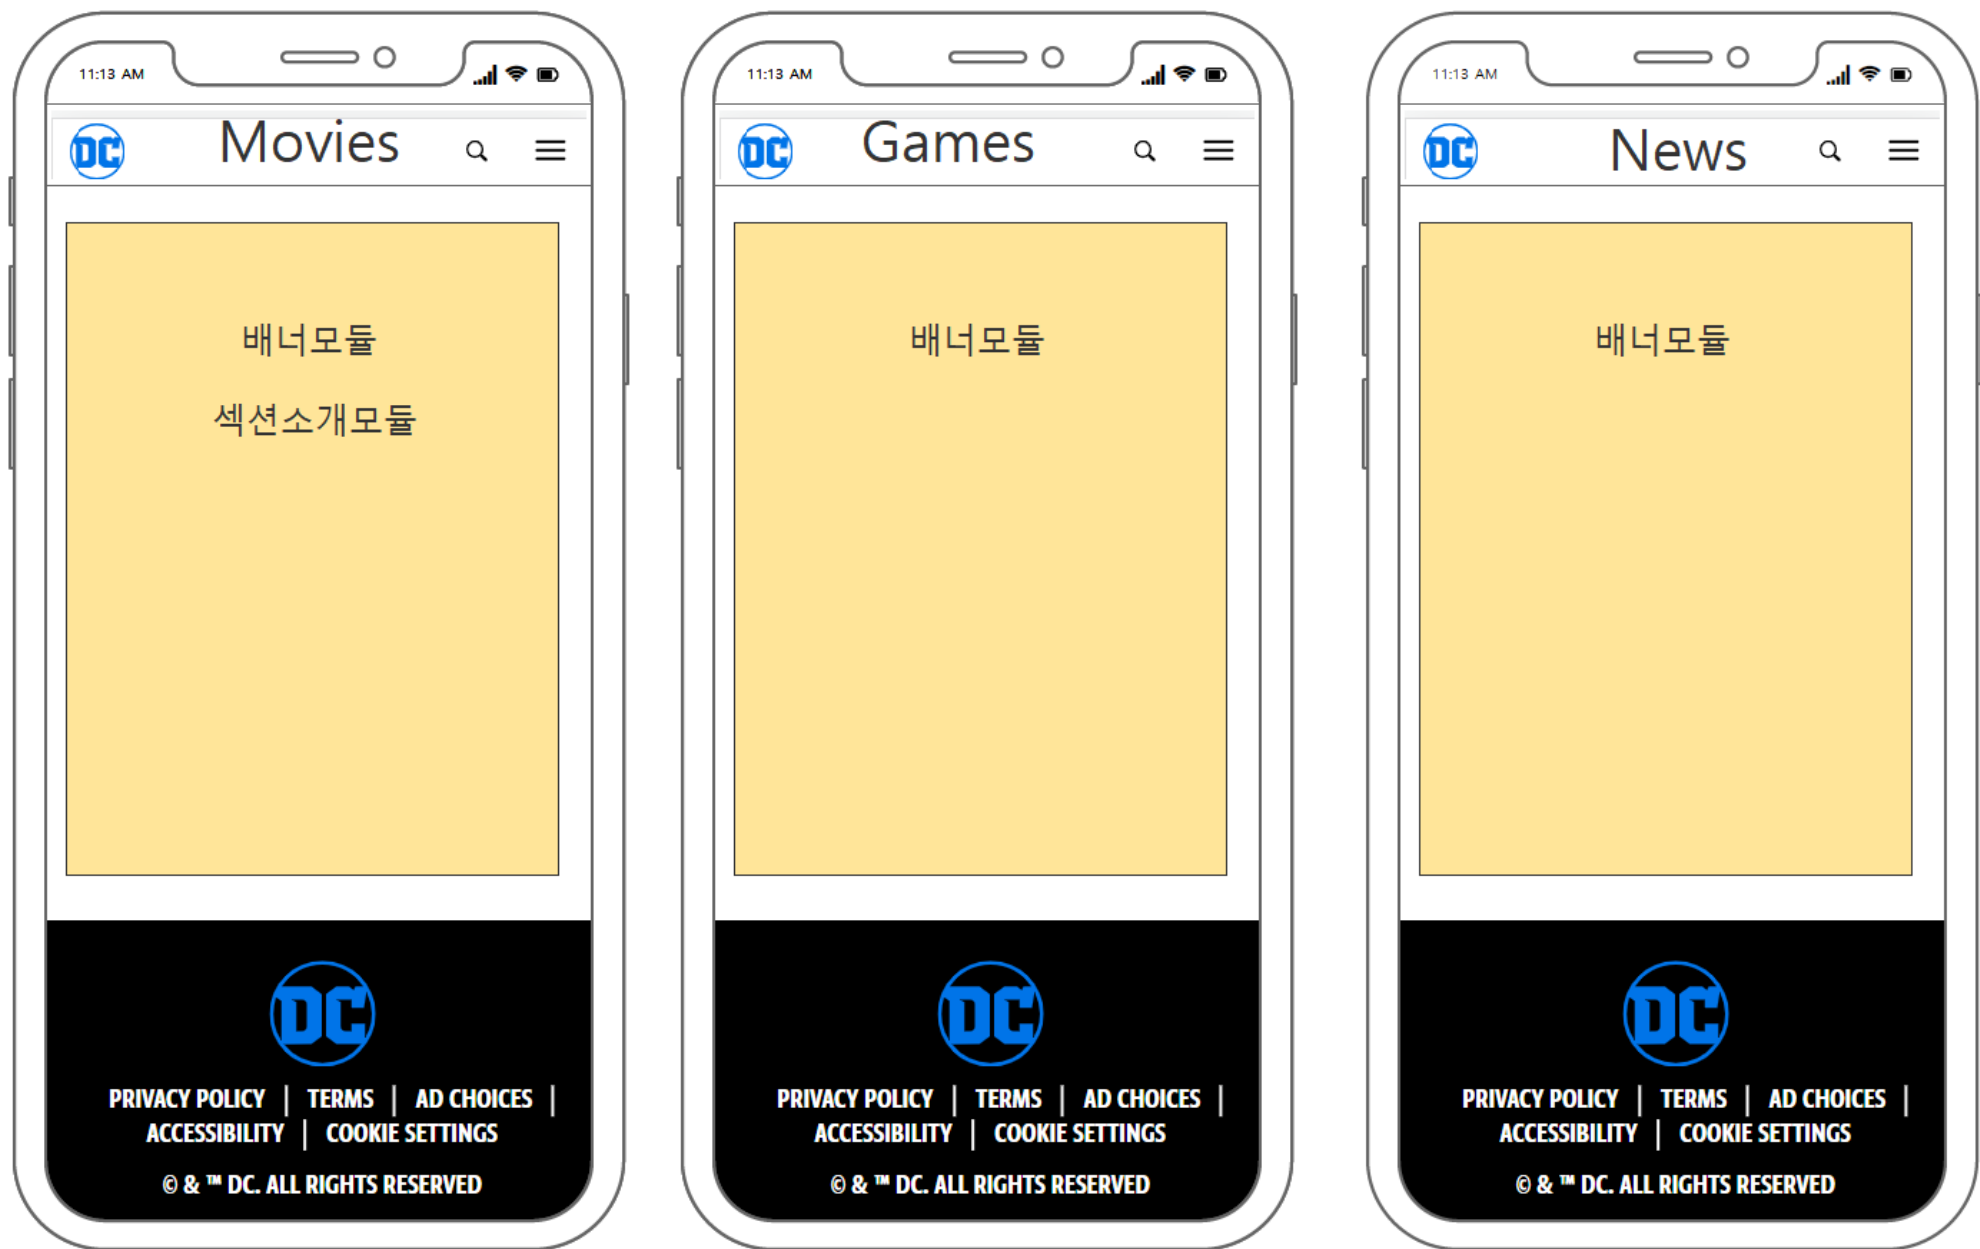 11:13 AM
DC
Movies
배너모듈
섹션소개모듈
DC
PRIVACY POLICY | TERMS | AD CHOICES |
ACCESSIBILITY | COOKIE SETTINGS
© & ™ DC. ALL RIGHTS RESERVED
11:13 AM
DC
Games
배너모듈
DC
PRIVACY POLICY | TERMS | AD CHOICES |
ACCESSIBILITY | COOKIE SETTINGS
© & ™ DC. ALL RIGHTS RESERVED
11:13 AM
DC
News
배너모듈
DC
PRIVACY POLICY | TERMS | AD CHOICES |
ACCESSIBILITY | COOKIE SETTINGS
© & ™ DC. ALL RIGHTS RESERVED